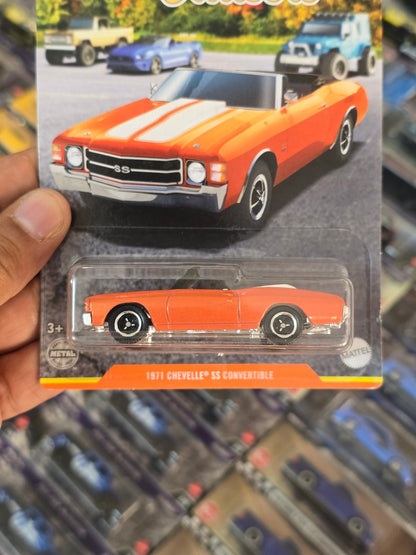 SS
3+
METAL
MATTEL
1971 CHEVELLE® SS CONVERTIBLE